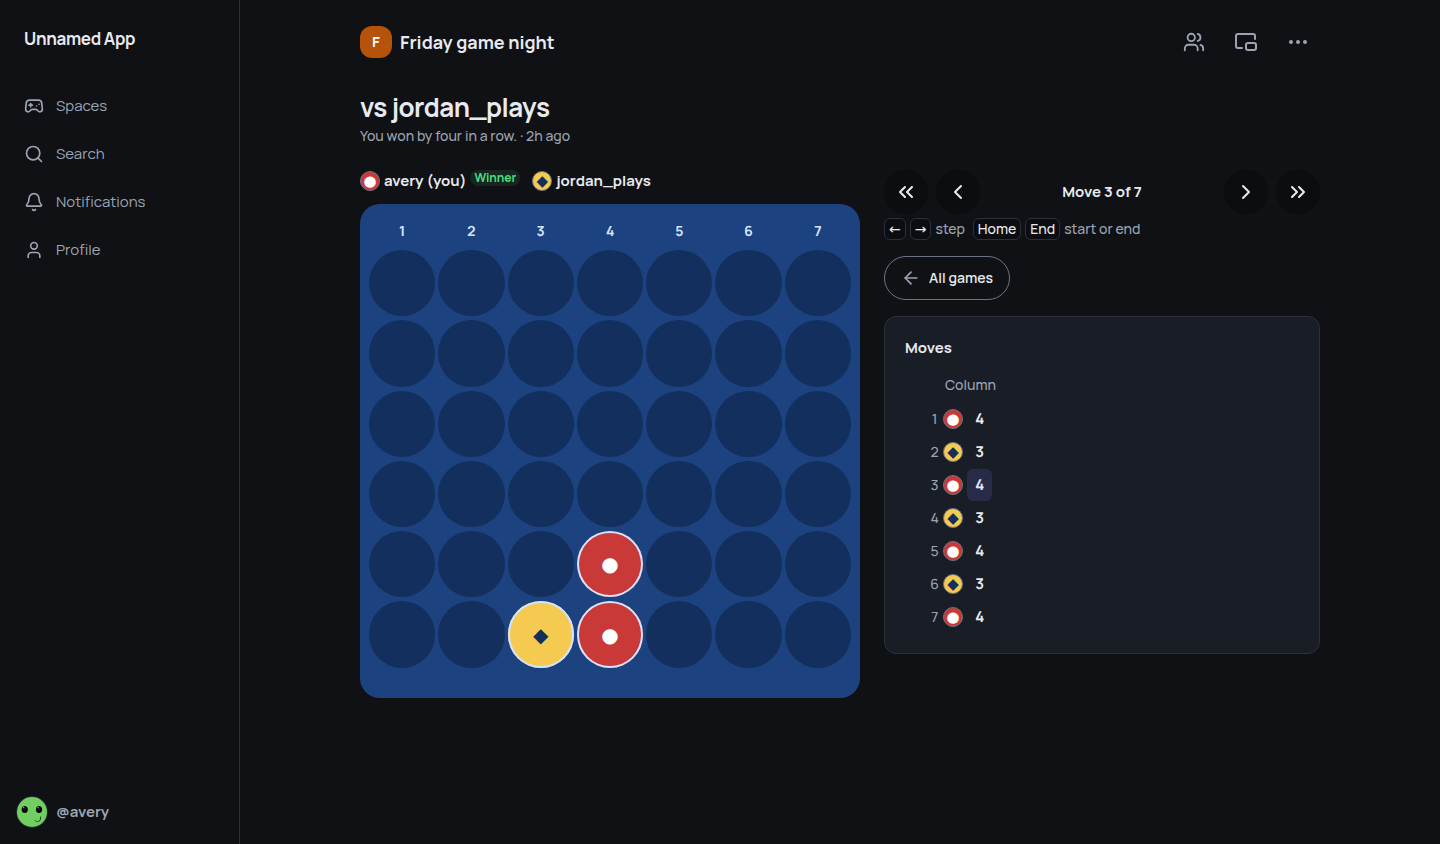 Unnamed App
Spaces
Search
Notifications
Profile
@avery
F Friday game night
vs jordan_plays
You won by four in a row. · 2h ago
avery (you) Winner jordan_plays
1 2 3 4 5 6 7
Move 3 of 7
← → step Home End start or end
All games
Moves
Column
1 4
2 3
3 4
4 3
5 4
6 3
7 4